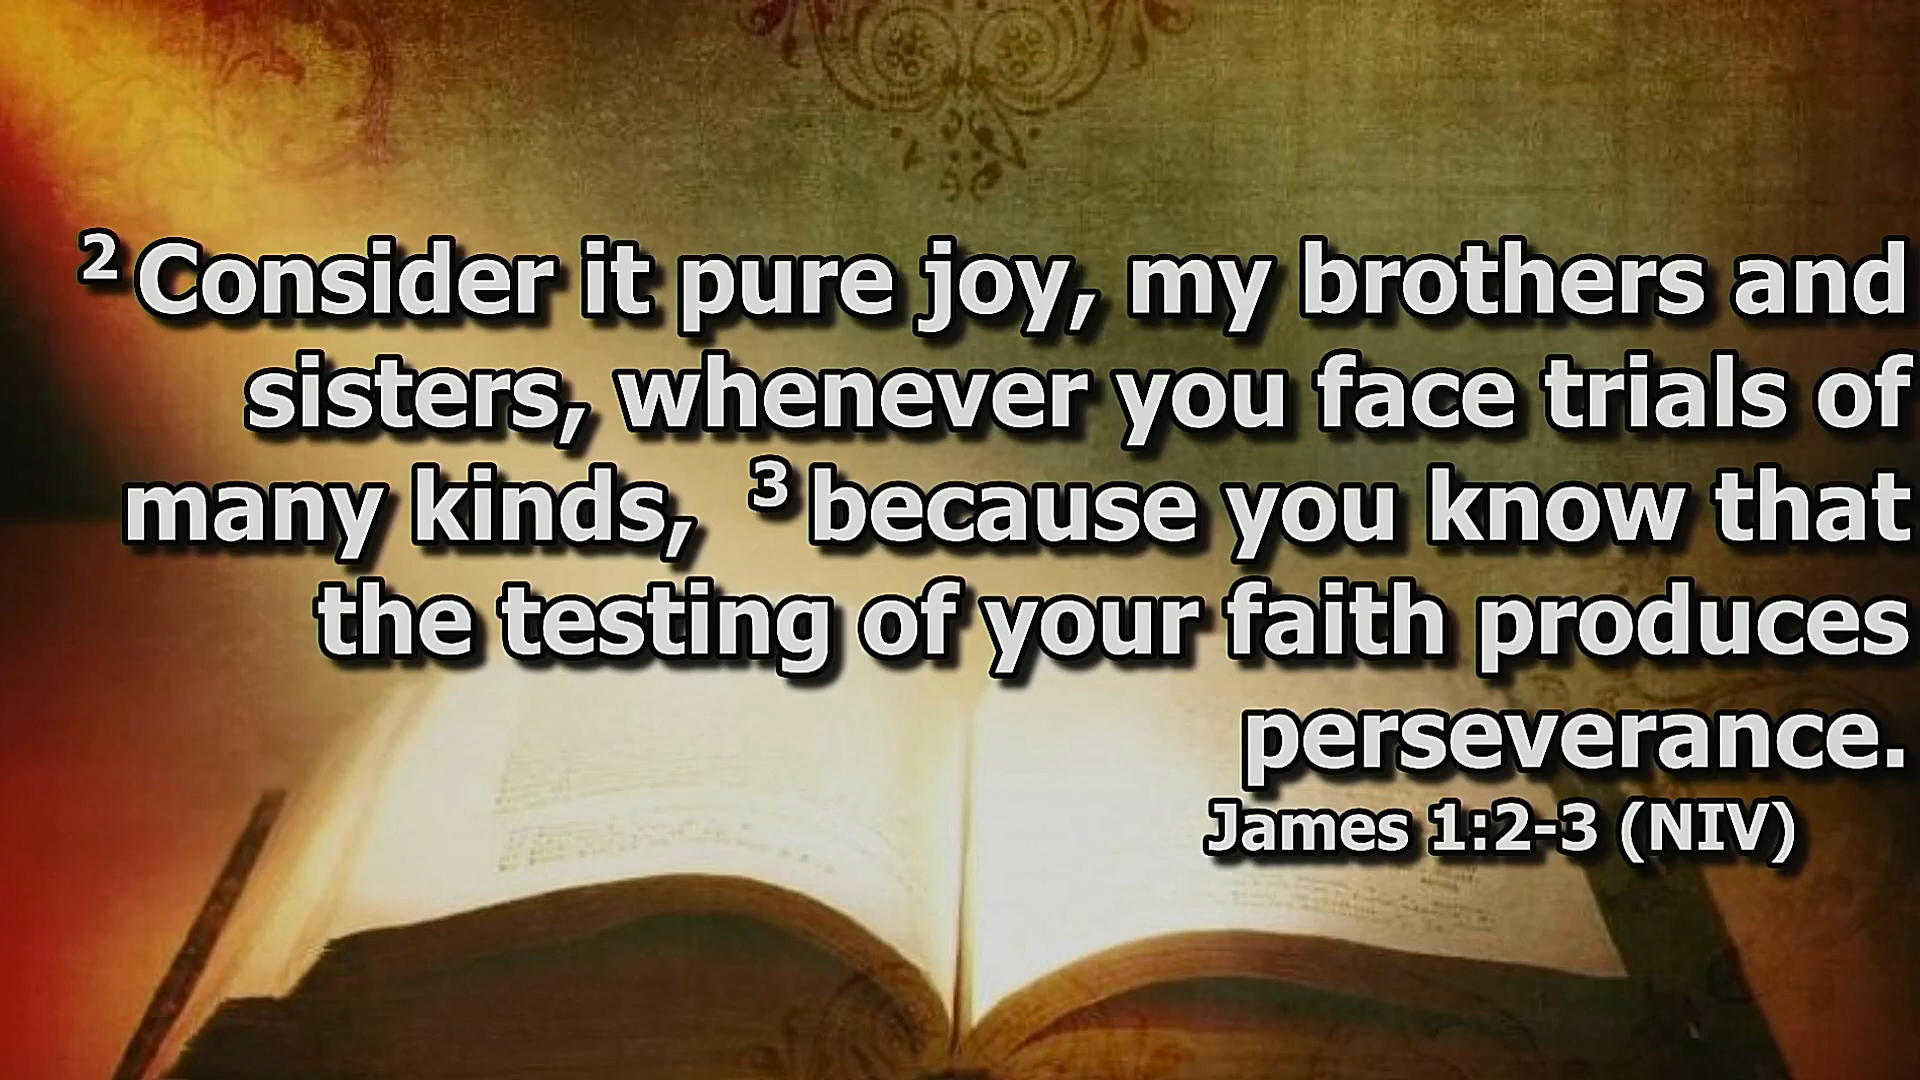 ² Consider it pure joy, my brothers and
sisters, whenever you face trials of
many kinds, ³ because you know that
the testing of your faith produces
perseverance.
James 1:2-3 (NIV)